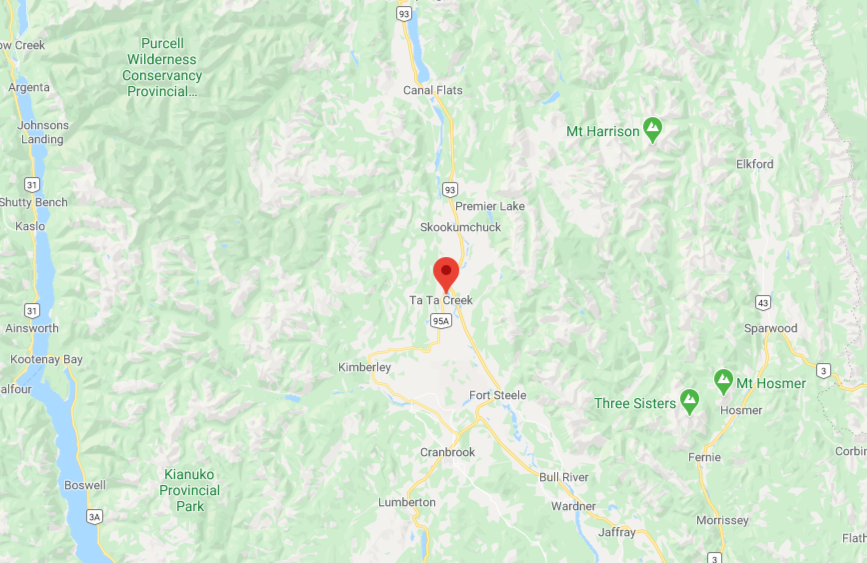 93
Purcell
Wilderness
Conservancy
Provincial...
ow Creek
Argenta
Canal Flats
Johnsons
Landing
Mt Harrison
Elkford
31
93
Shutty Bench
Premier Lake
Kaslo
Skookumchuck
Ta Ta Creek
43
31
95A
Ainsworth
Sparwood
Kootenay Bay
Kimberley
3
alfour
Mt Hosmer
Fort Steele
Three Sisters
Hosmer
Cranbrook
Corbin
Fernie
Kianuko
Provincial
Park
Boswell
Bull River
Lumberton
Wardner
3A
Morrissey
Jaffray
Flath
3